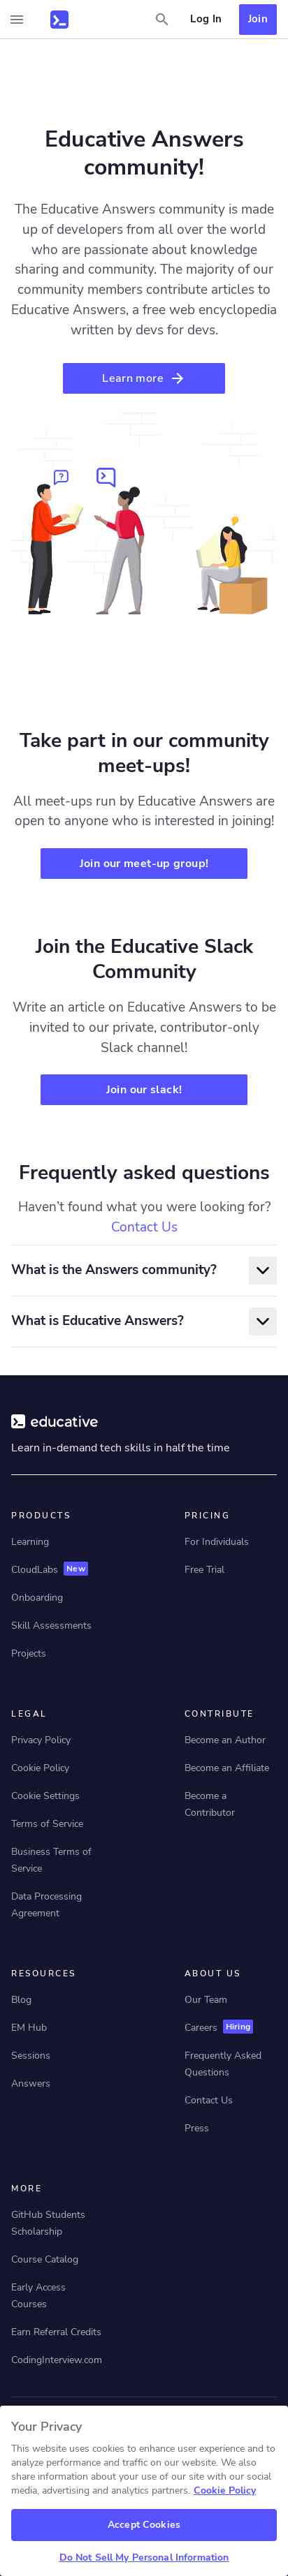 Log In
Join
Educative Answers
community!
The Educative Answers community is made
up of developers from all over the world
who are passionate about knowledge
sharing and community. The majority of our
community members contribute articles to
Educative Answers, a free web encyclopedia
written by devs for devs.
Learn more
?
Take part in our community
meet-ups!
All meet-ups run by Educative Answers are
open to anyone who is interested in joining!
Join our meet-up group!
Join the Educative Slack
Community
Write an article on Educative Answers to be
invited to our private, contributor-only
Slack channel!
Join our slack!
Frequently asked questions
Haven’t found what you were looking for?
Contact Us
What is the Answers community?
What is Educative Answers?
educative
Learn in-demand tech skills in half the time
PRODUCTS
Learning
CloudLabs New
Onboarding
Skill Assessments
Projects
PRICING
For Individuals
Free Trial
LEGAL
Privacy Policy
Cookie Policy
Cookie Settings
Terms of Service
Business Terms of
Service
Data Processing
Agreement
CONTRIBUTE
Become an Author
Become an Affiliate
Become a
Contributor
RESOURCES
Blog
EM Hub
Sessions
Answers
ABOUT US
Our Team
Careers Hiring
Frequently Asked
Questions
Contact Us
Press
MORE
GitHub Students
Scholarship
Course Catalog
Early Access
Courses
Earn Referral Credits
CodingInterview.com
Your Privacy
This website uses cookies to enhance user experience and to
analyze performance and traffic on our website. We also
share information about your use of our site with our social
media, advertising and analytics partners. Cookie Policy
Accept Cookies
Do Not Sell My Personal Information